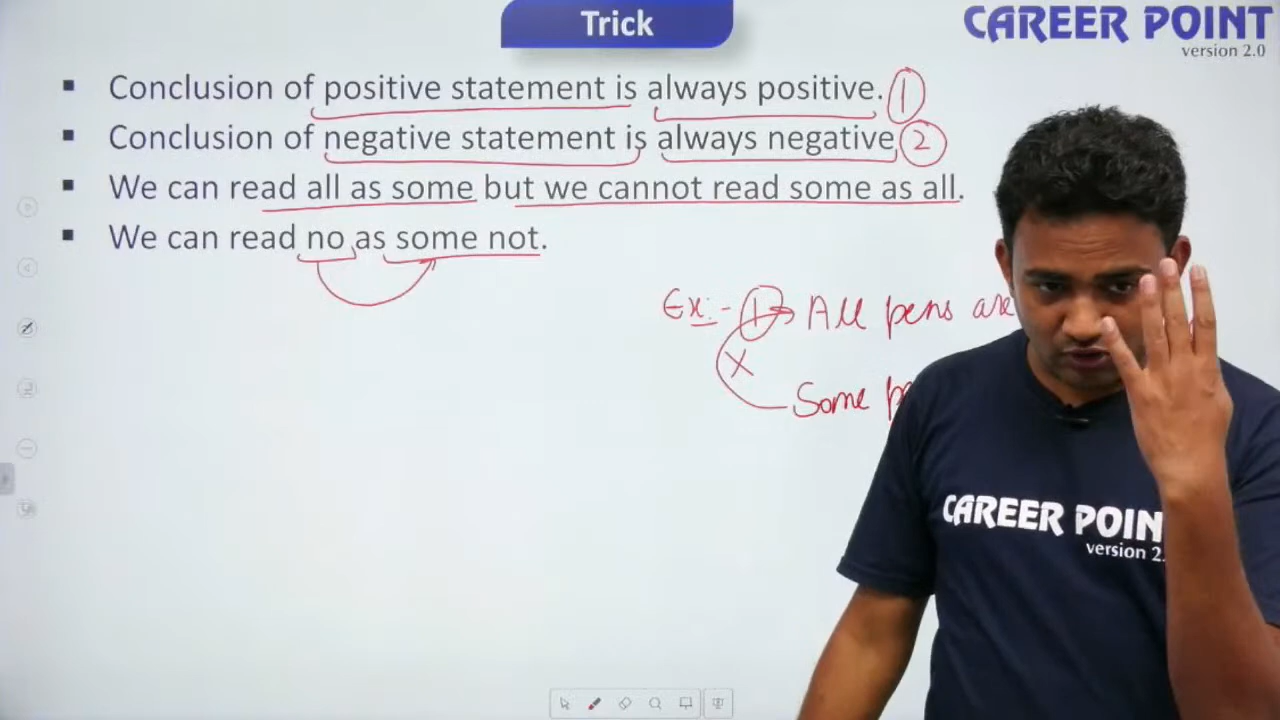 Trick
CAREER POINT
version 2.0
▪ Conclusion of positive statement is always positive. 1
▪ Conclusion of negative statement is always negative 2
▪ We can read all as some but we cannot read some as all.
▪ We can read no as some not.
Ex:- 1 → All pens are
X
Some
CAREER POIN
version 2.